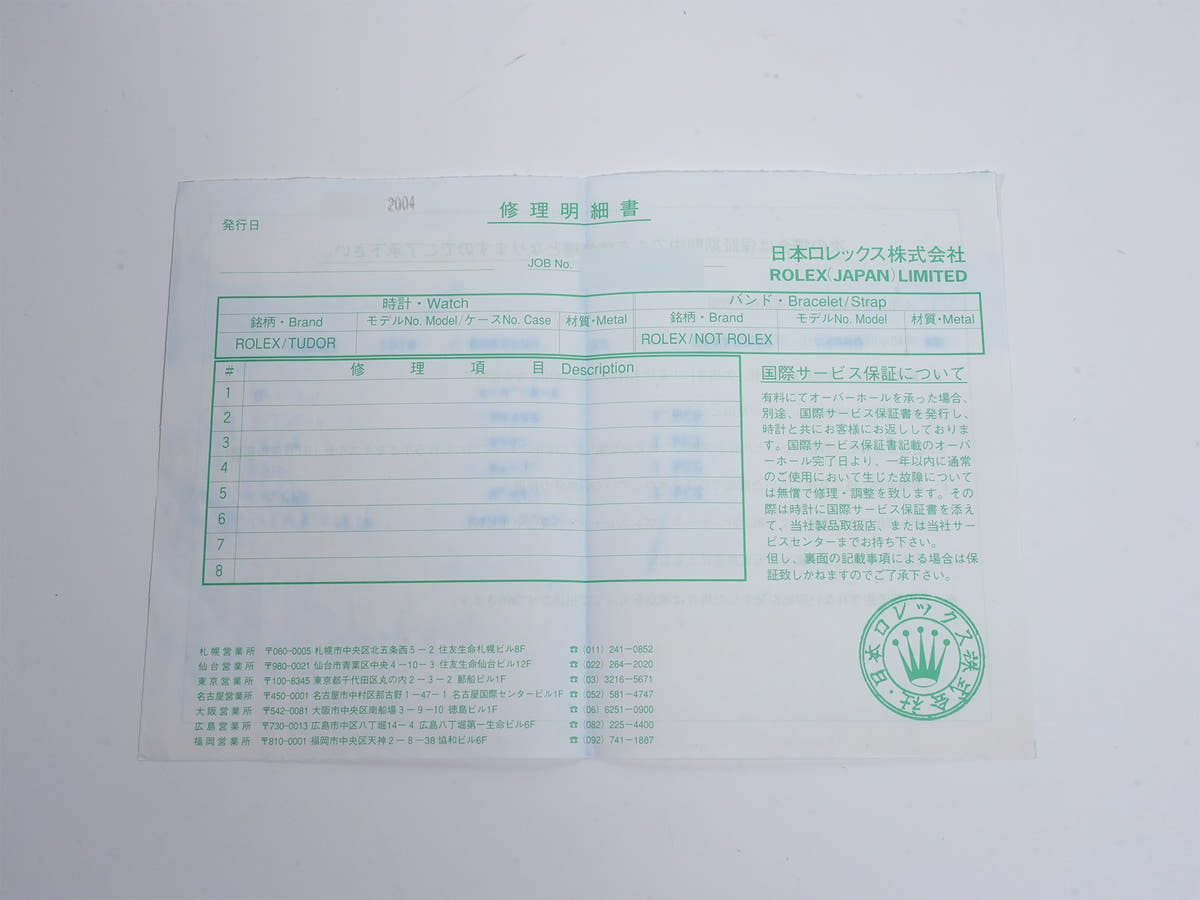 2004
修理明細書
発行日
JOB No.
日本ロレックス株式会社
ROLEX(JAPAN)LIMITED
時計・Watch
バンド・Bracelet/Strap
銘柄・Brand
モデルNo. Model/ケースNo. Case
材質・Metal
銘柄・Brand
モデルNo. Model
材質・Metal
ROLEX/TUDOR
ROLEX/NOT ROLEX
# 修理項目 Description
1
2
3
4
5
6
7
8
国際サービス保証について
有料にてオーバーホールを承った場合、
別途、国際サービス保証書を発行し、
時計と共にお客様にお返ししておりま
す。国際サービス保証書記載のオーバ
ーホール完了日より、一年以内に通常
のご使用において生じた故障について
は無償で修理・調整を致します。その
際は時計に国際サービス保証書を添え
て、当社製品取扱店、または当社サー
ビスセンターまでお持ち下さい。
但し、裏面の記載事項による場合は保
証致しかねますのでご了承下さい。
札幌営業所 〒060-0005 札幌市中央区北五条西5-2 住友生命札幌ビル8F ☎(011) 241-0852
仙台営業所 〒980-0021 仙台市青葉区中央4-10-3 住友生命仙台ビル12F ☎(022) 264-2020
東京営業所 〒100-8345 東京都千代田区丸の内2-3-2 郵船ビル1F ☎(03) 3216-5671
名古屋営業所 〒450-0001 名古屋市中村区那古野1-47-1 名古屋国際センタービル1F ☎(052) 581-4747
大阪営業所 〒542-0081 大阪市中央区南船場3-9-10 徳島ビル1F ☎(06) 6251-0900
広島営業所 〒730-0013 広島市中区八丁堀14-4 広島八丁堀第一生命ビル6F ☎(082) 225-4400
福岡営業所 〒810-0001 福岡市中央区天神2-8-38 協和ビル6F ☎(092) 741-1887
日本ロレックス株式会社・